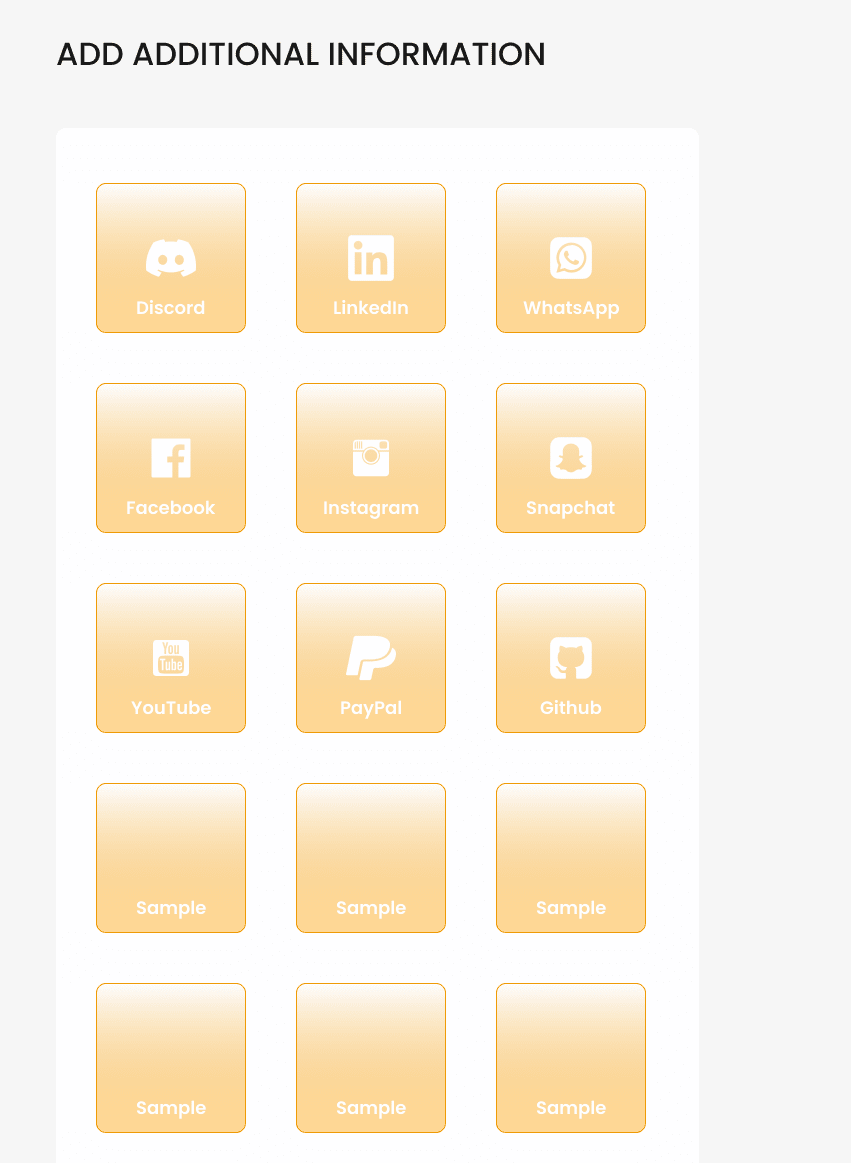 ADD ADDITIONAL INFORMATION
Discord
LinkedIn
WhatsApp
Facebook
Instagram
Snapchat
You
Tube
YouTube
PayPal
Github
Sample
Sample
Sample
Sample
Sample
Sample